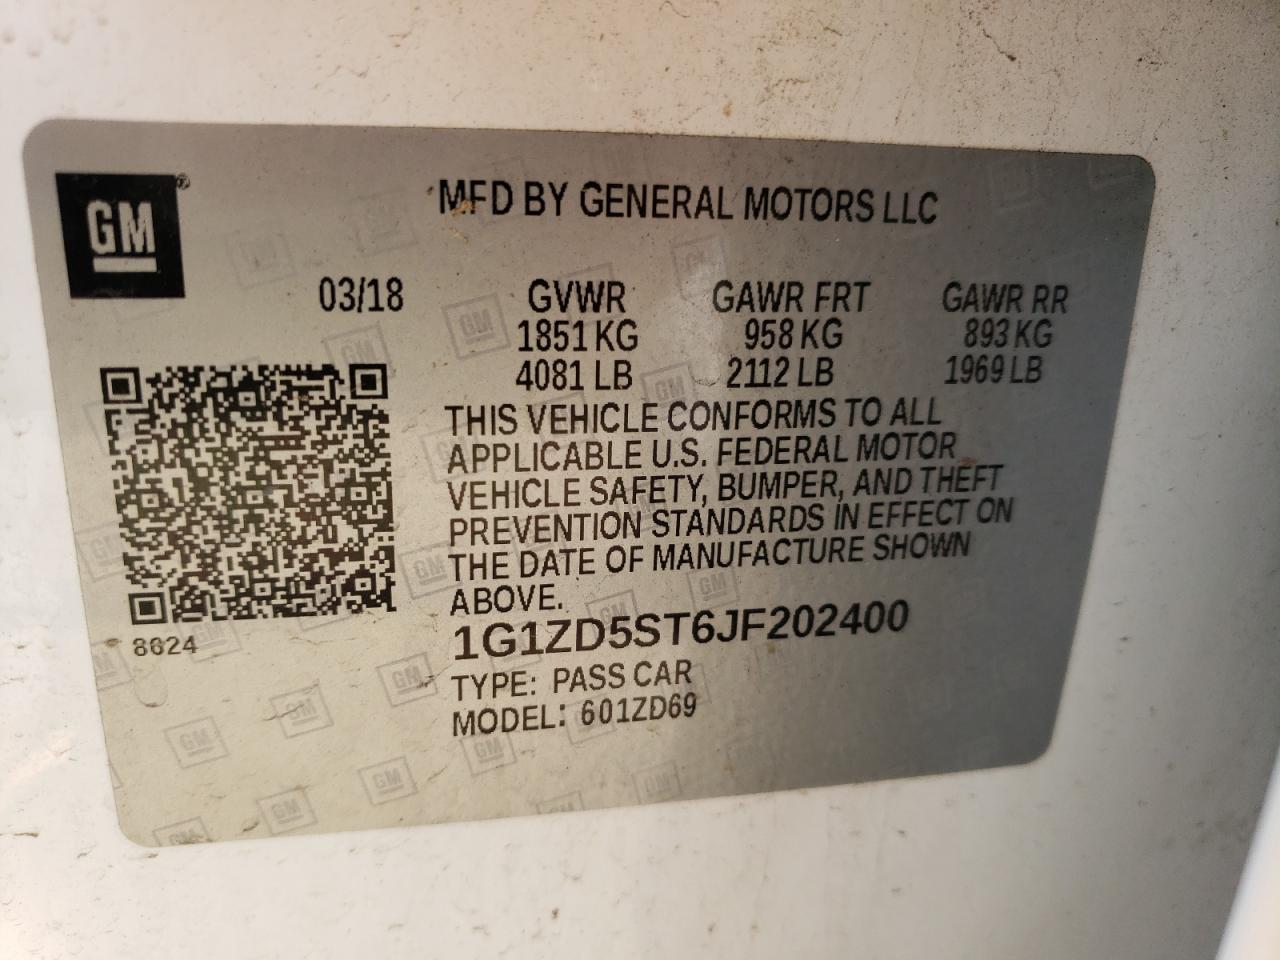 GM
MFD BY GENERAL MOTORS LLC
03/18 GVWR GAWR FRT GAWR RR
1851 KG 958 KG 893 KG
4081 LB 2112 LB 1969 LB
THIS VEHICLE CONFORMS TO ALL
APPLICABLE U.S. FEDERAL MOTOR
VEHICLE SAFETY, BUMPER, AND THEFT
PREVENTION STANDARDS IN EFFECT ON
THE DATE OF MANUFACTURE SHOWN
ABOVE.
8624
1G1ZD5ST6JF202400
TYPE: PASS CAR
MODEL: 601ZD69